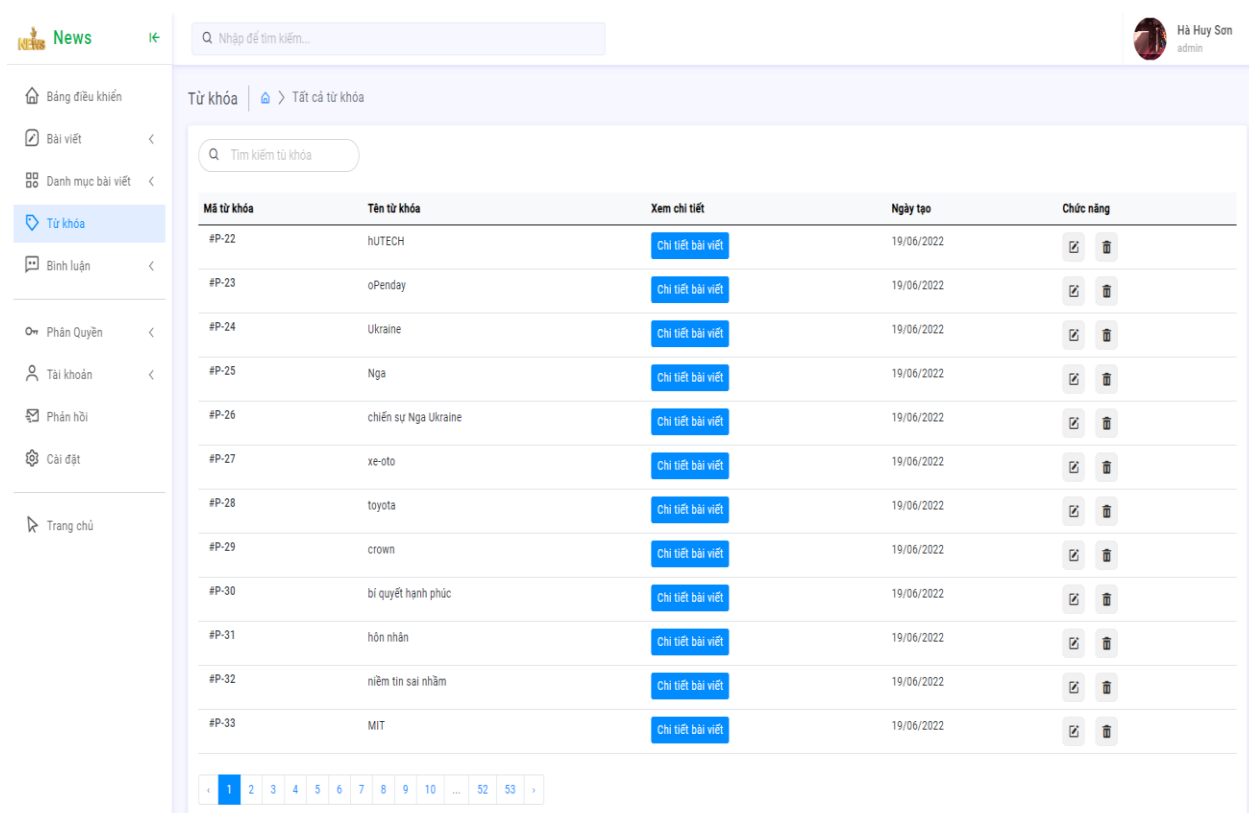 NEWS News
Nhập để tìm kiếm...
Hà Huy Sơn
admin
Bảng điều khiển
Bài viết
Danh mục bài viết
Từ khóa
Bình luận
Phân Quyền
Tài khoản
Phản hồi
Cài đặt
Trang chủ
Từ khóa Tất cả từ khóa
Tìm kiếm từ khóa
Mã từ khóa Tên từ khóa Xem chi tiết Ngày tạo Chức năng
#P-22 hUTECH Chi tiết bài viết 19/06/2022
#P-23 oPenday Chi tiết bài viết 19/06/2022
#P-24 Ukraine Chi tiết bài viết 19/06/2022
#P-25 Nga Chi tiết bài viết 19/06/2022
#P-26 chiến sự Nga Ukraine Chi tiết bài viết 19/06/2022
#P-27 xe-oto Chi tiết bài viết 19/06/2022
#P-28 toyota Chi tiết bài viết 19/06/2022
#P-29 crown Chi tiết bài viết 19/06/2022
#P-30 bí quyết hạnh phúc Chi tiết bài viết 19/06/2022
#P-31 hôn nhân Chi tiết bài viết 19/06/2022
#P-32 niềm tin sai nhầm Chi tiết bài viết 19/06/2022
#P-33 MIT Chi tiết bài viết 19/06/2022
‹ 1 2 3 4 5 6 7 8 9 10 ... 52 53 ›